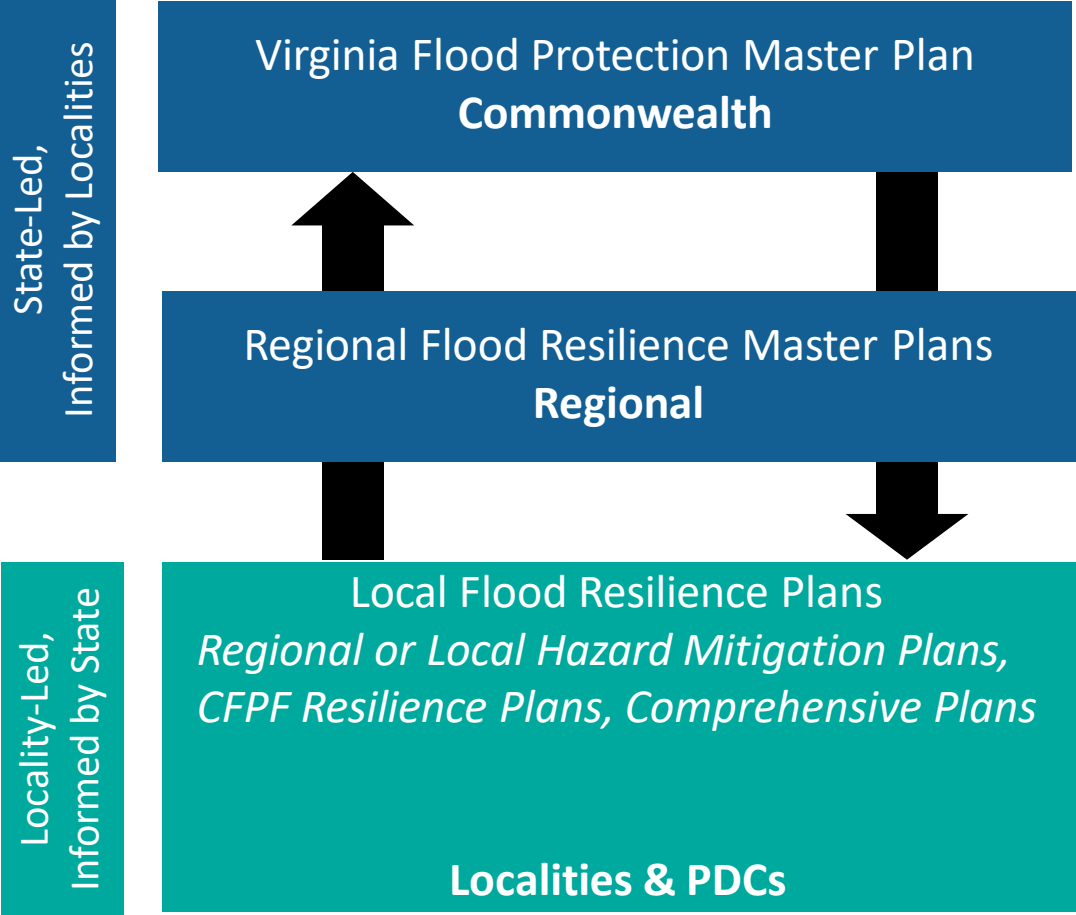 State-Led,
Informed by Localities
Virginia Flood Protection Master Plan
Commonwealth
Regional Flood Resilience Master Plans
Regional
Locality-Led,
Informed by State
Local Flood Resilience Plans
Regional or Local Hazard Mitigation Plans,
CFPF Resilience Plans, Comprehensive Plans
Localities & PDCs